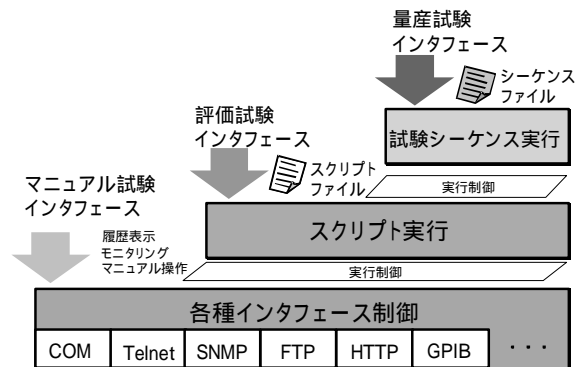 量産試験
インタフェース
シーケンス
ファイル
試験シーケンス実行
実行制御
評価試験
インタフェース
スクリプト
ファイル
スクリプト実行
実行制御
マニュアル試験
インタフェース
履歴表示
モニタリング
マニュアル操作
各種インタフェース制御
COM Telnet SNMP FTP HTTP GPIB ・・・